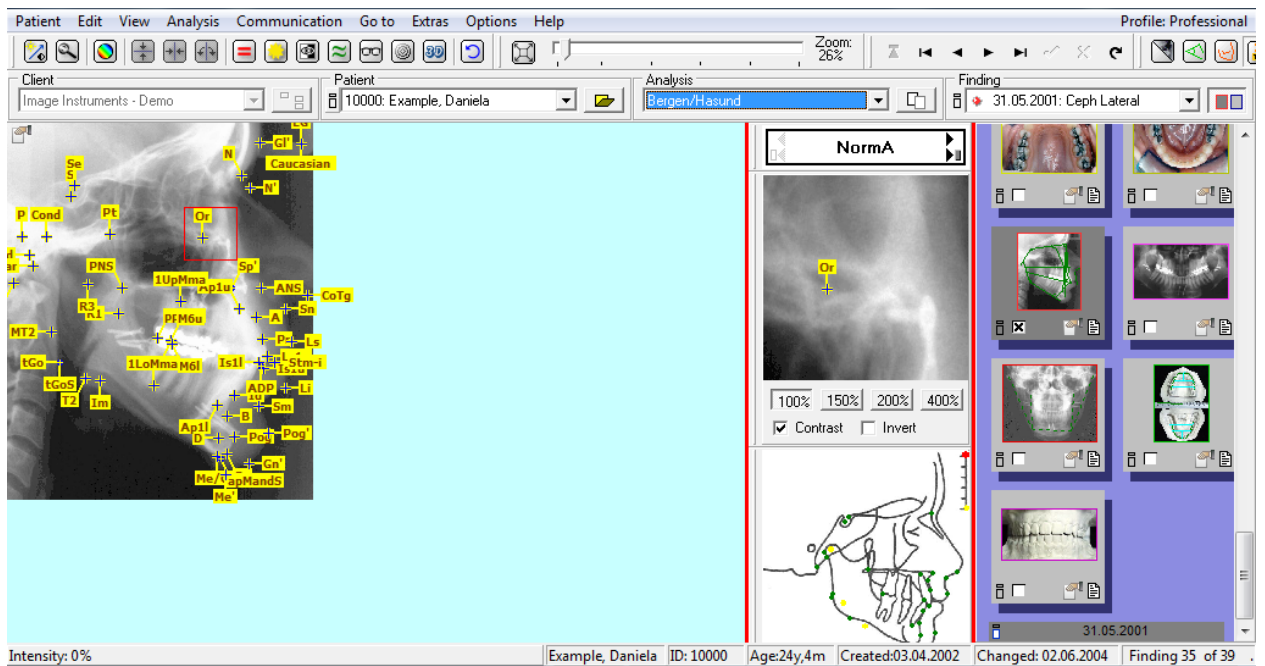 Patient Edit View Analysis Communication Go to Extras Options Help Profile: Professional
3D Zoom: 26%
Client Patient Analysis Finding
Image Instruments - Demo 10000: Example, Daniela Bergen/Hasund 31.05.2001: Ceph Lateral
Gl'
N Caucasian
Se
S
N'
P Cond Pt Or
PNS Sp'
1UpMma Ap1u ANS
CoTg
R3 Sn
R1 PF M6u A
MT2
Ls
tGo 1LoMma M6l Is1l Stm-i
Is1u
tGoS ADP Li
T2 Im Sm
B
Ap1l
D Pog Pog'
Gn'
Me apMandS
Me'
NormA
Or
100% 150% 200% 400%
Contrast Invert
31.05.2001
Intensity: 0% Example, Daniela ID: 10000 Age:24y,4m Created:03.04.2002 Changed: 02.06.2004 Finding 35 of 39 .